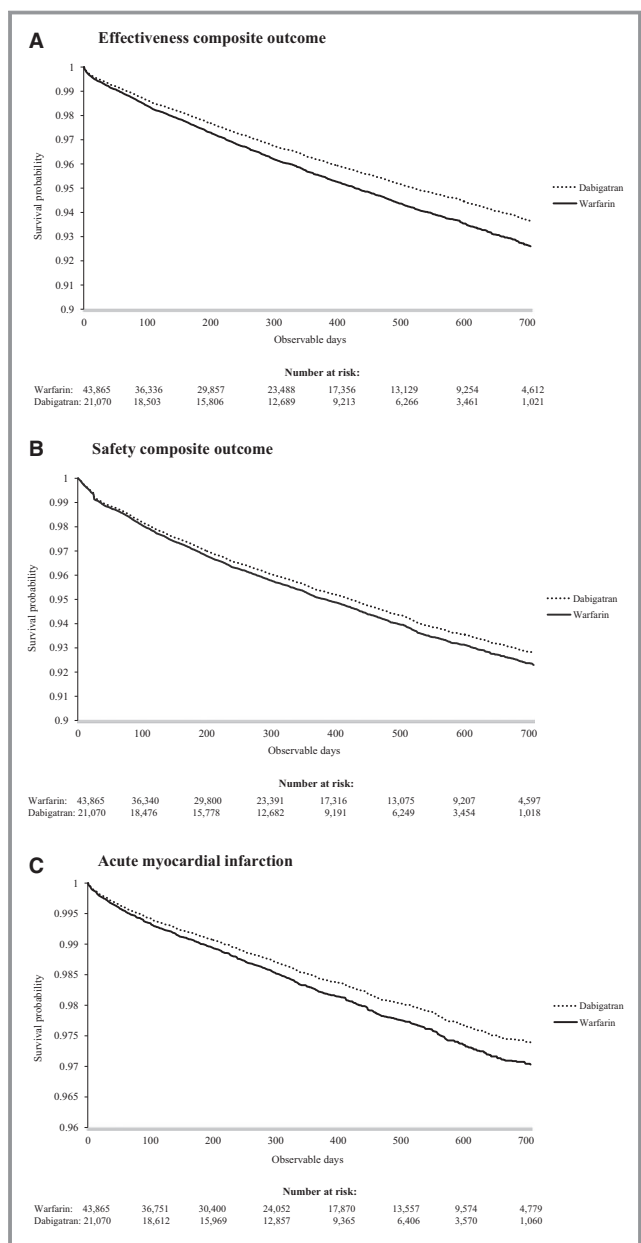 A Effectiveness composite outcome
1
0.99
0.98
0.97
0.96
0.95
0.94
0.93
0.92
0.91
0.9
Survival probability
0 100 200 300 400 500 600 700
Observable days
Dabigatran
Warfarin
Number at risk:
Warfarin: 43,865 36,336 29,857 23,488 17,356 13,129 9,254 4,612
Dabigatran: 21,070 18,503 15,806 12,689 9,213 6,266 3,461 1,021
B Safety composite outcome
1
0.99
0.98
0.97
0.96
0.95
0.94
0.93
0.92
0.91
0.9
Survival probability
0 100 200 300 400 500 600 700
Observable days
Dabigatran
Warfarin
Number at risk:
Warfarin: 43,865 36,340 29,800 23,391 17,316 13,075 9,207 4,597
Dabigatran: 21,070 18,476 15,778 12,682 9,191 6,249 3,454 1,018
C Acute myocardial infarction
1
0.995
0.99
0.985
0.98
0.975
0.97
0.965
0.96
Survival probability
0 100 200 300 400 500 600 700
Observable days
Dabigatran
Warfarin
Number at risk:
Warfarin: 43,865 36,751 30,400 24,052 17,870 13,557 9,574 4,779
Dabigatran: 21,070 18,612 15,969 12,857 9,365 6,406 3,570 1,060